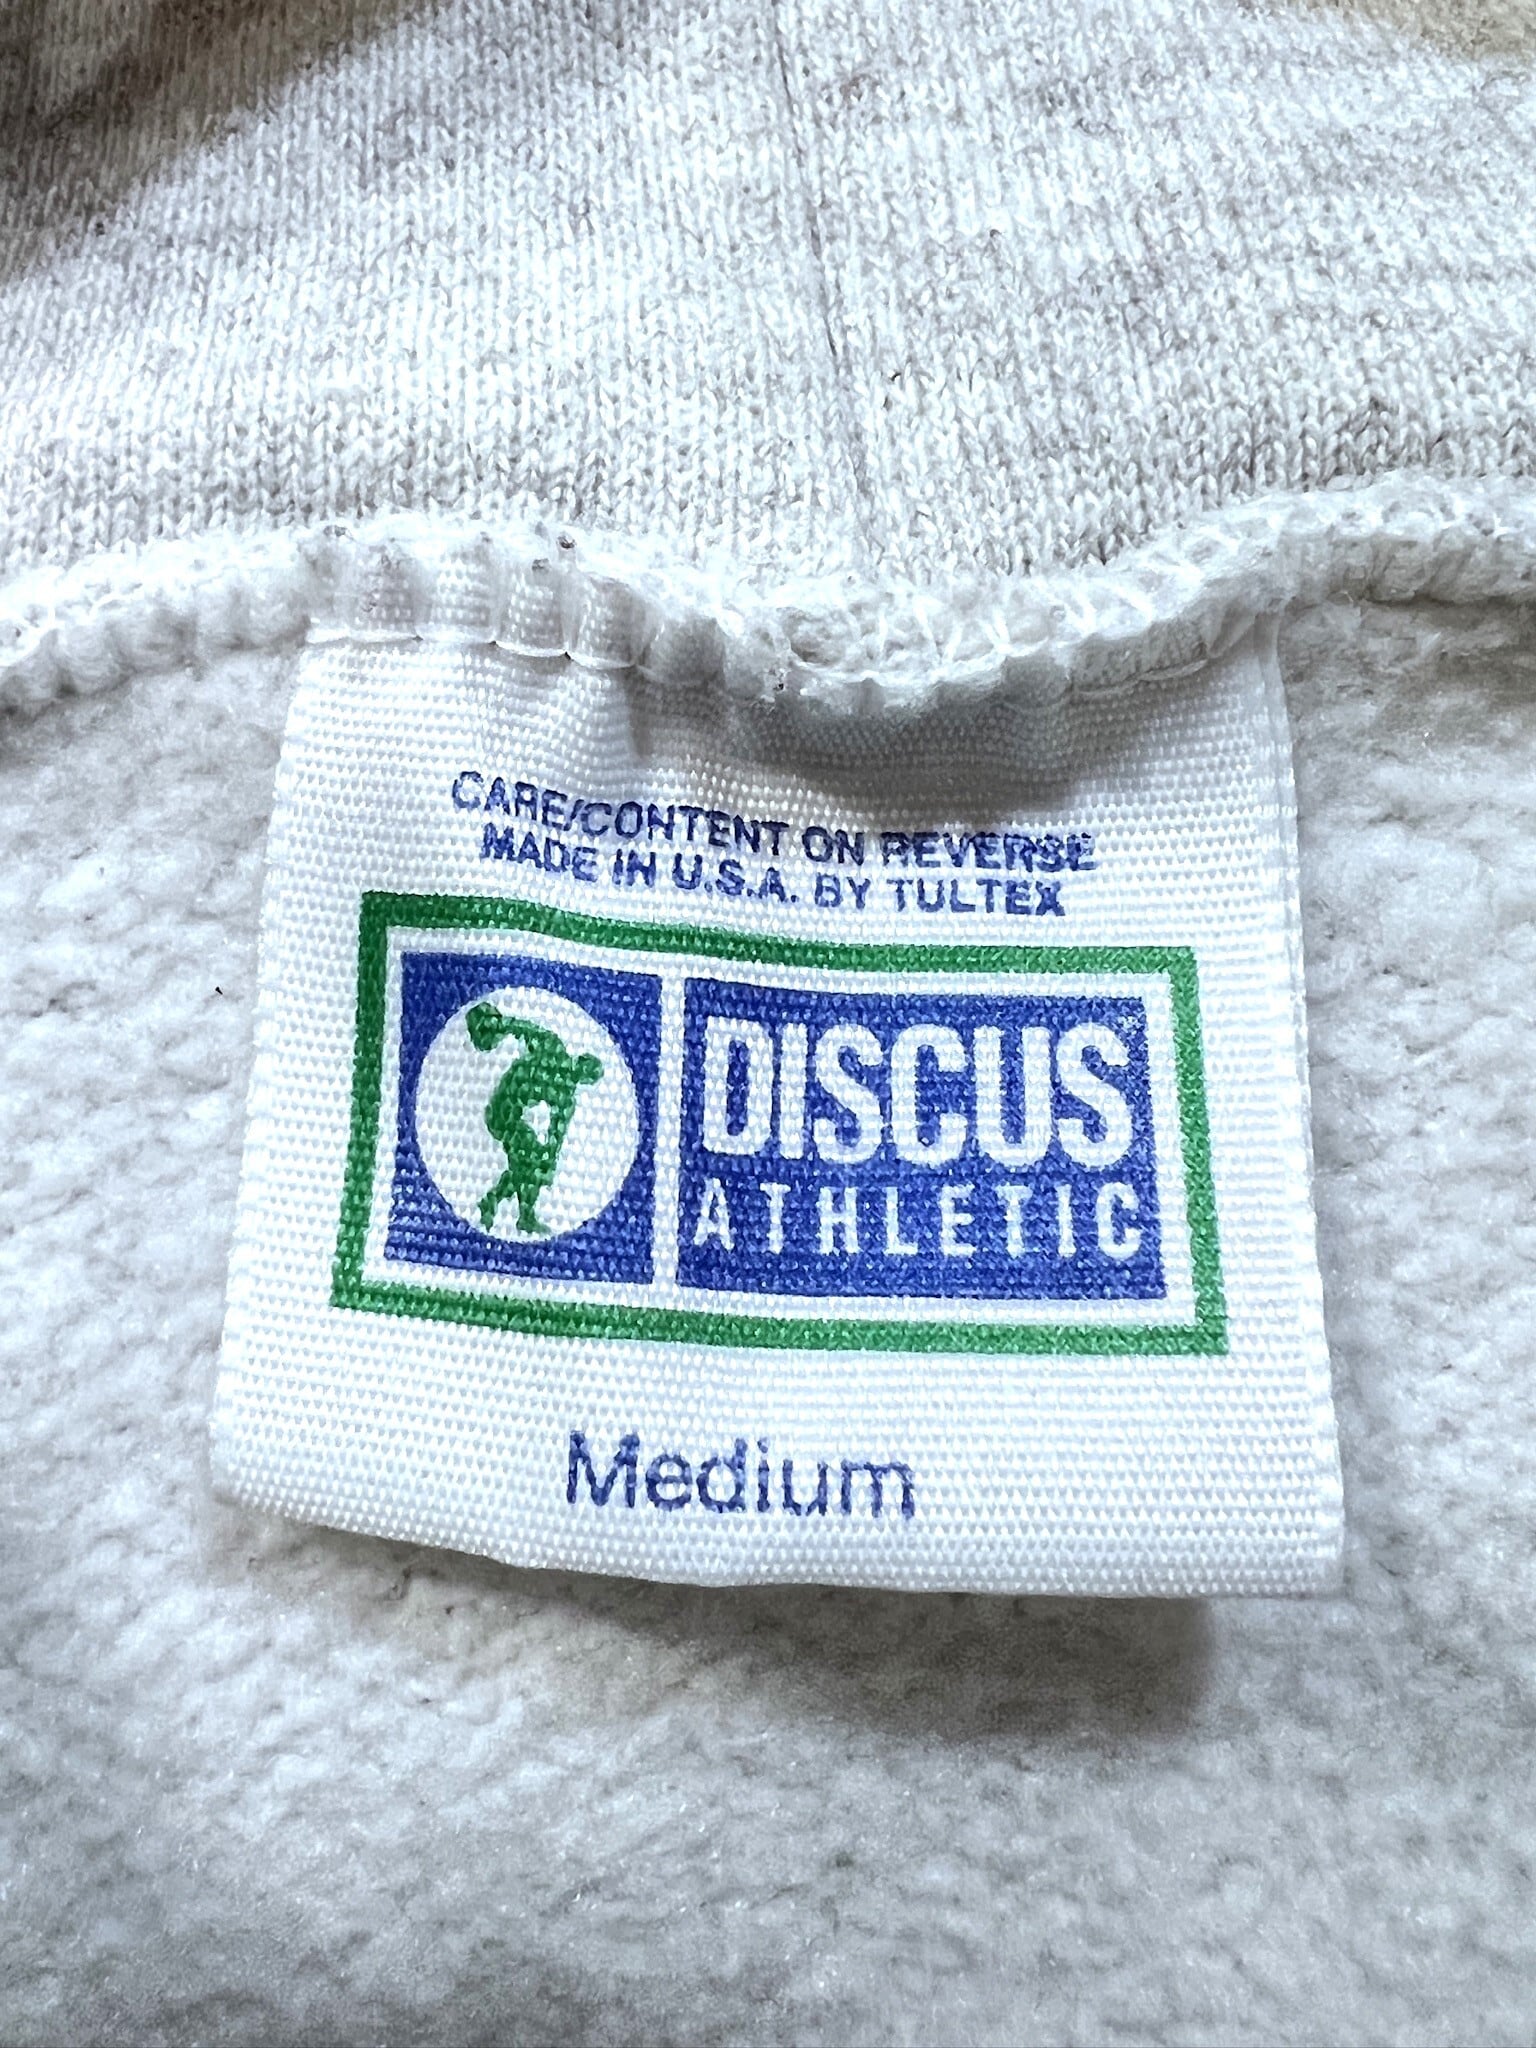 CARE/CONTENT ON REVERSE
MADE IN U.S.A. BY TULTEX
DISCUS
ATHLETIC
Medium